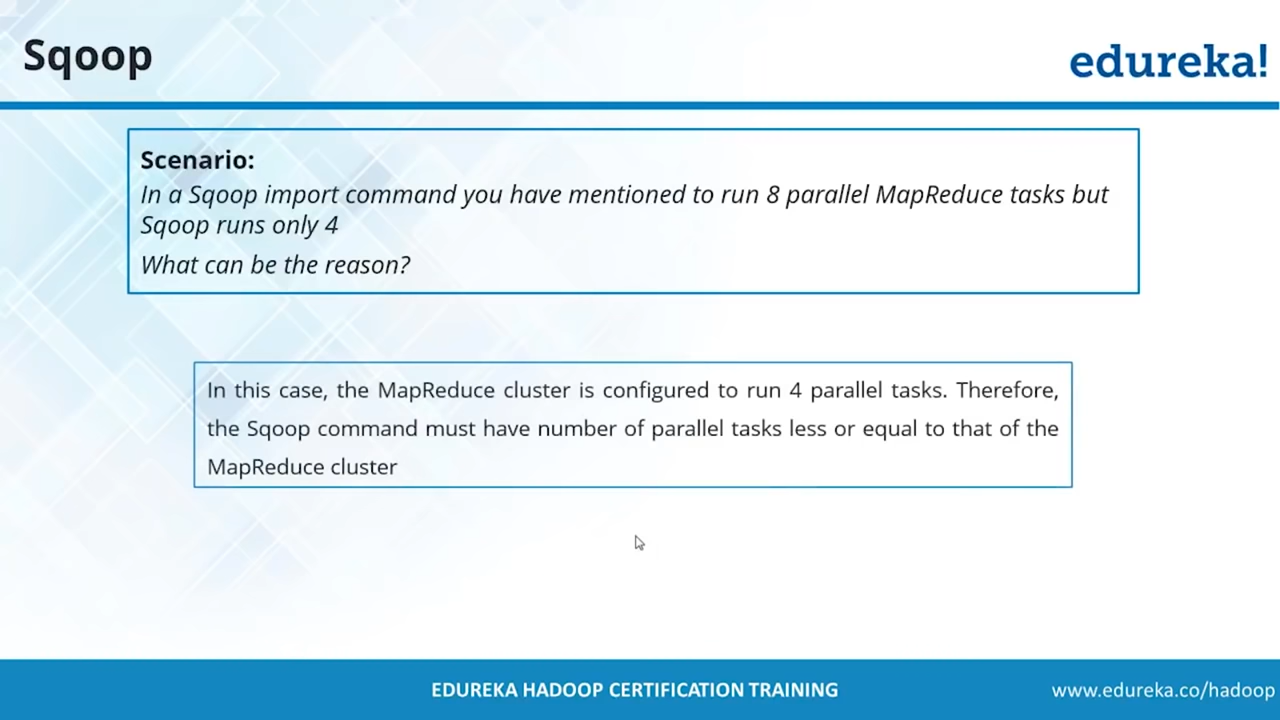 Sqoop
edureka!
Scenario:
In a Sqoop import command you have mentioned to run 8 parallel MapReduce tasks but
Sqoop runs only 4
What can be the reason?
In this case, the MapReduce cluster is configured to run 4 parallel tasks. Therefore,
the Sqoop command must have number of parallel tasks less or equal to that of the
MapReduce cluster
EDUREKA HADOOP CERTIFICATION TRAINING
www.edureka.co/hadoop